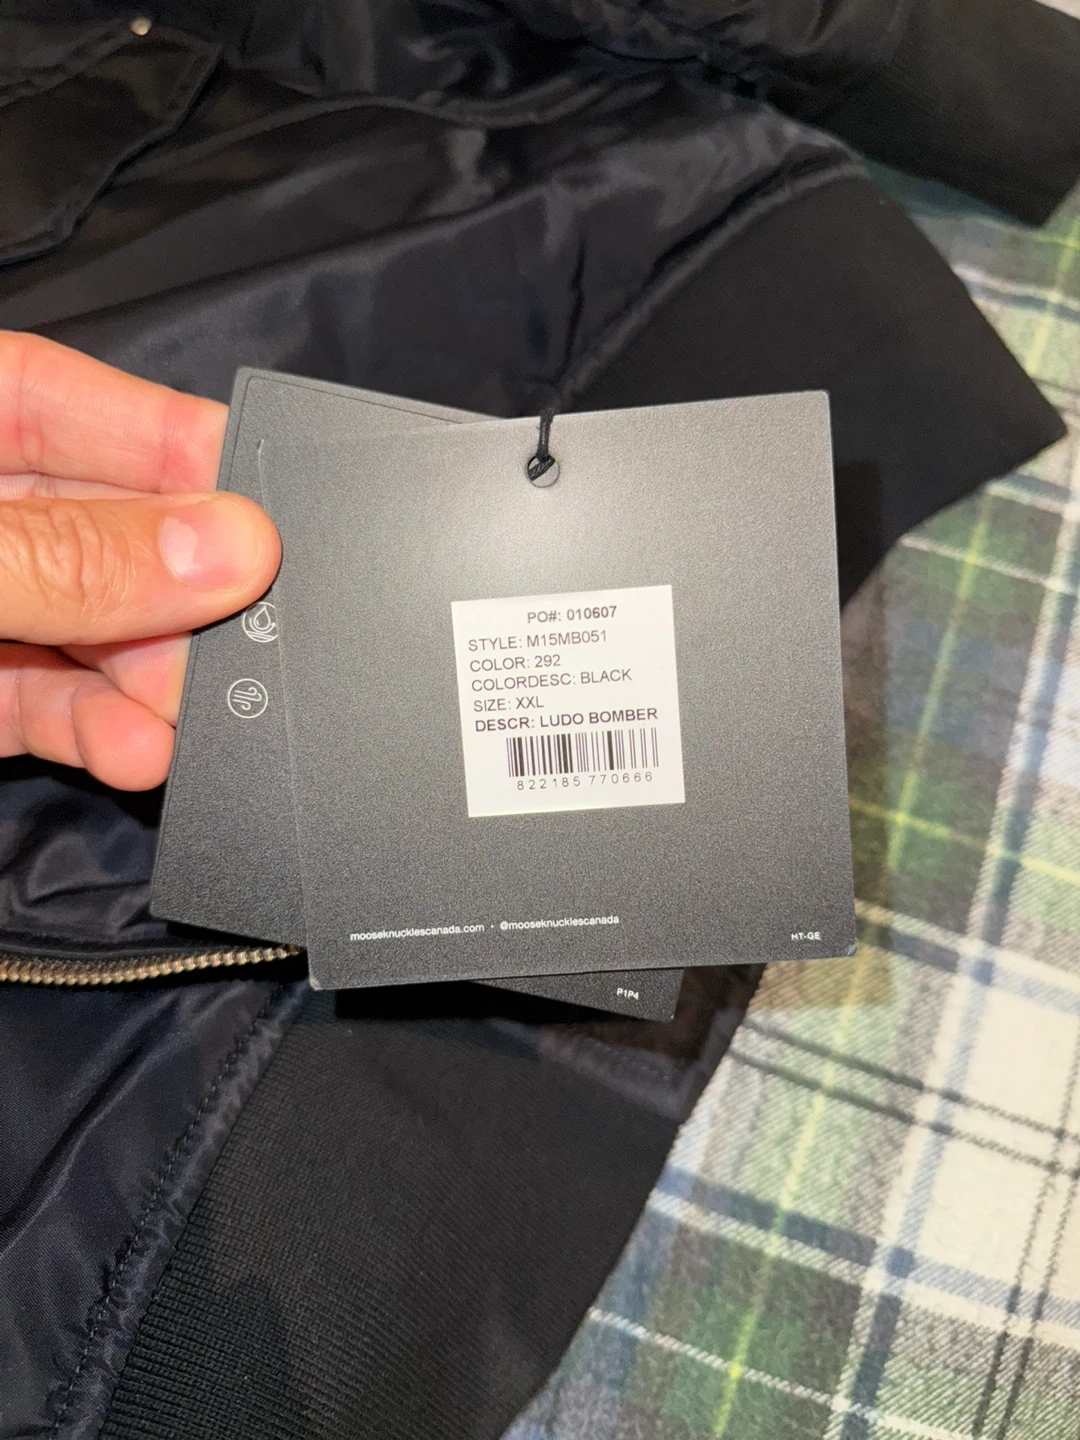 PO#: 010607
STYLE: M15MB051
COLOR: 292
COLORDESC: BLACK
SIZE: XXL
DESCR: LUDO BOMBER
822185770666
mooseknucklescanada.com • @mooseknucklescanada
HT-GE
P1P4